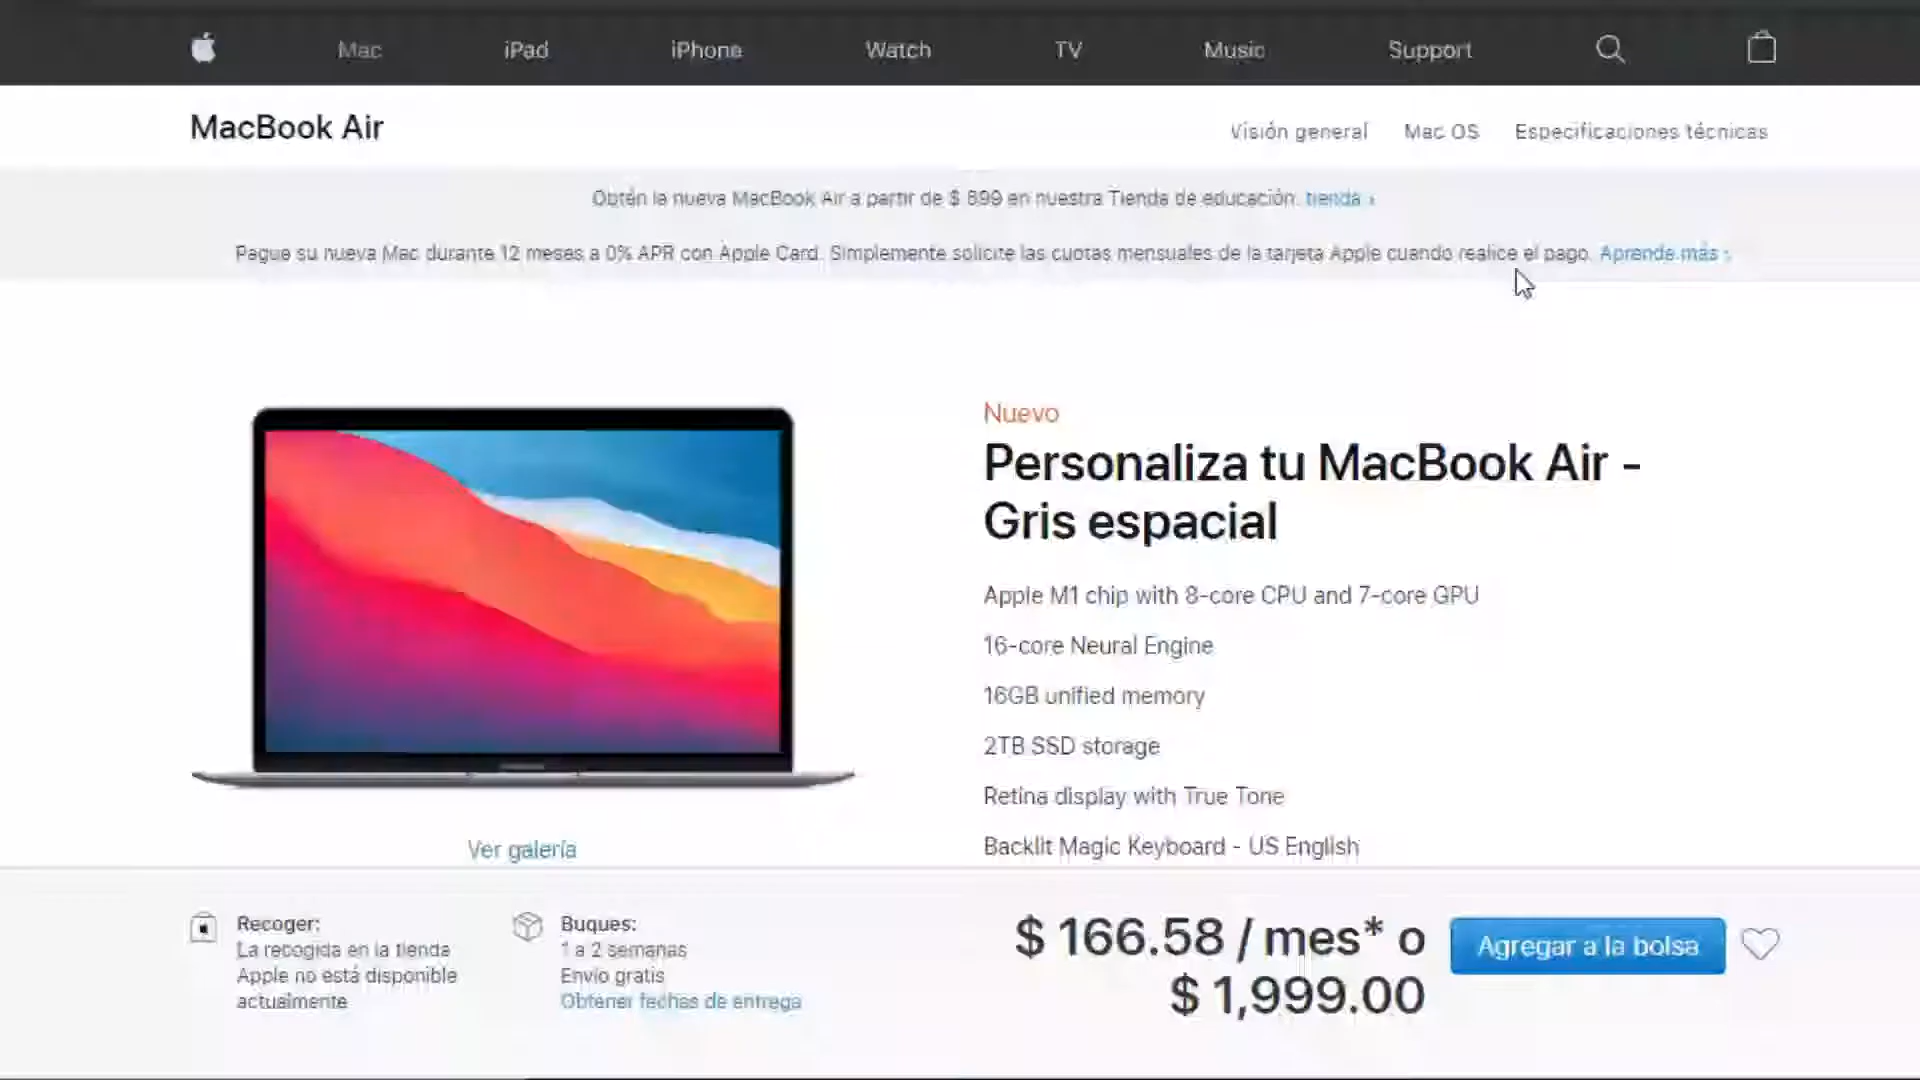 Mac iPad iPhone Watch TV Music Support
MacBook Air
Visión general Mac OS Especificaciones técnicas
Obtén la nueva MacBook Air a partir de $ 899 en nuestra Tienda de educación. tienda ›
Pague su nueva Mac durante 12 meses a 0% APR con Apple Card. Simplemente solicite las cuotas mensuales de la tarjeta Apple cuando realice el pago. Aprende más ›
Nuevo
Personaliza tu MacBook Air -
Gris espacial
Apple M1 chip with 8-core CPU and 7-core GPU
16-core Neural Engine
16GB unified memory
2TB SSD storage
Retina display with True Tone
Backlit Magic Keyboard - US English
Ver galería
Recoger:
La recogida en la tienda
Apple no está disponible
actualmente
Buques:
1 a 2 semanas
Envío gratis
Obtener fechas de entrega
$ 166.58 / mes* o
$ 1,999.00
Agregar a la bolsa